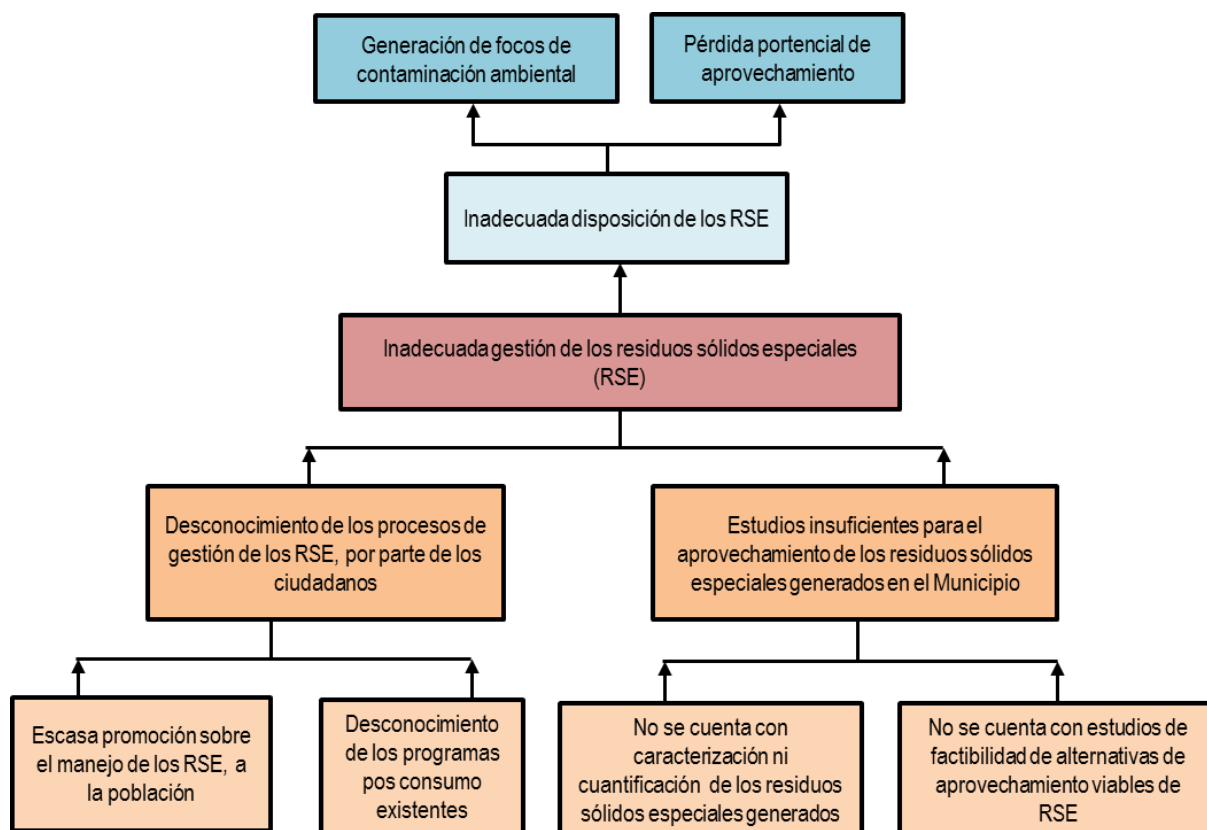 Generación de focos de
contaminación ambiental
Pérdida portencial de
aprovechamiento
Inadecuada disposición de los RSE
Inadecuada gestión de los residuos sólidos especiales
(RSE)
Desconocimiento de los procesos de
gestión de los RSE, por parte de los
ciudadanos
Estudios insuficientes para el
aprovechamiento de los residuos sólidos
especiales generados en el Municipio
Escasa promoción sobre
el manejo de los RSE, a
la población
Desconocimiento
de los programas
pos consumo
existentes
No se cuenta con
caracterización ni
cuantificación de los residuos
sólidos especiales generados
No se cuenta con estudios de
factibilidad de alternativas de
aprovechamiento viables de
RSE